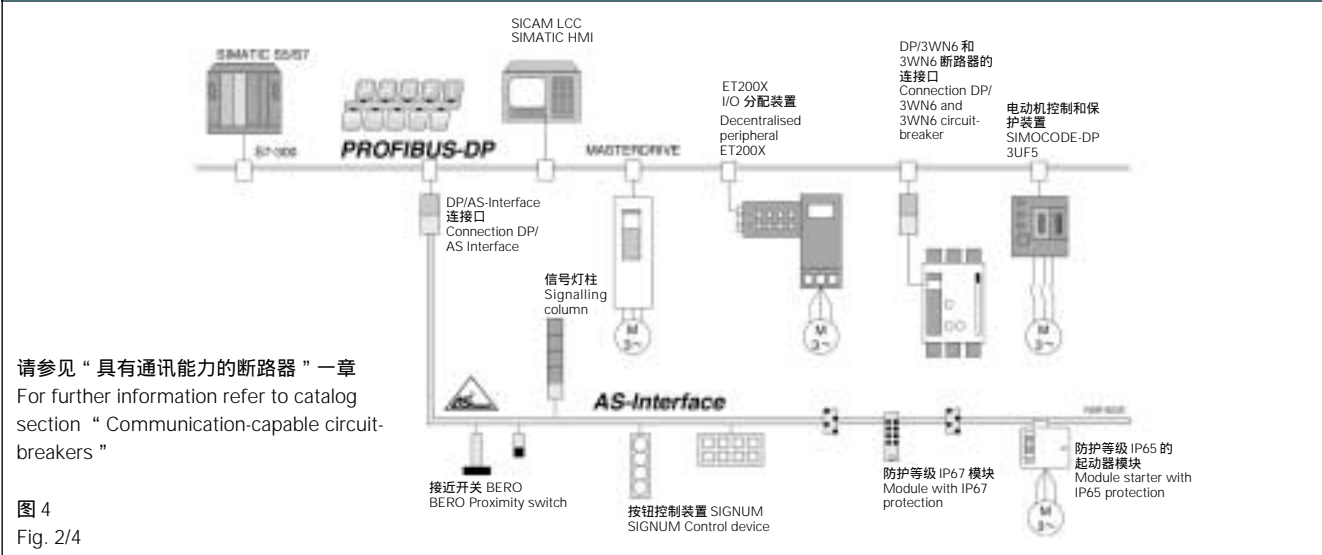 SICAM LCC
SIMATIC HMI
SIMATIC S5/S7
S7-300
PROFIBUS-DP
MASTERDRIVE
ET200X
I/O 分配装置
Decentralised
peripheral
ET200X
DP/3WN6 和
3WN6 断路器的
连接口
Connection DP/
3WN6 and
3WN6 circuit-
breaker
电动机控制和保
护装置
SIMOCODE-DP
3UF5
DP/AS-Interface
连接口
Connection DP/
AS Interface
信号灯柱
Signalling
column
M
3~
M
3~
M
3~
请参见“具有通讯能力的断路器”一章
For further information refer to catalog
section “Communication-capable circuit-
breakers”
AS-Interface
接近开关 BERO
BERO Proximity switch
按钮控制装置 SIGNUM
SIGNUM Control device
防护等级 IP67 模块
Module with IP67
protection
防护等级 IP65 的
起动器模块
Module starter with
IP65 protection
M
3~
图 4
Fig. 2/4